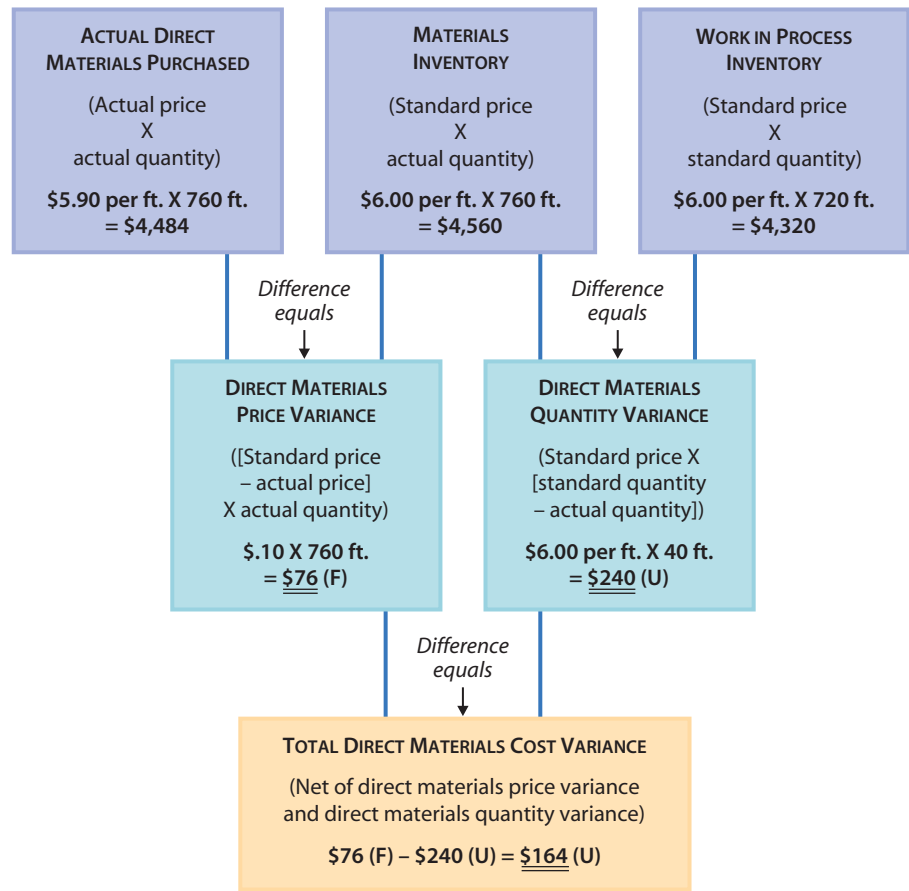 ACTUAL DIRECT
MATERIALS PURCHASED
(Actual price
X
actual quantity)
$5.90 per ft. X 760 ft.
= $4,484
MATERIALS
INVENTORY
(Standard price
X
actual quantity)
$6.00 per ft. X 760 ft.
= $4,560
WORK IN PROCESS
INVENTORY
(Standard price
X
standard quantity)
$6.00 per ft. X 720 ft.
= $4,320
Difference
equals
Difference
equals
DIRECT MATERIALS
PRICE VARIANCE
([Standard price
– actual price]
X actual quantity)
$.10 X 760 ft.
= $76 (F)
DIRECT MATERIALS
QUANTITY VARIANCE
(Standard price X
[standard quantity
– actual quantity])
$6.00 per ft. X 40 ft.
= $240 (U)
Difference
equals
TOTAL DIRECT MATERIALS COST VARIANCE
(Net of direct materials price variance
and direct materials quantity variance)
$76 (F) – $240 (U) = $164 (U)